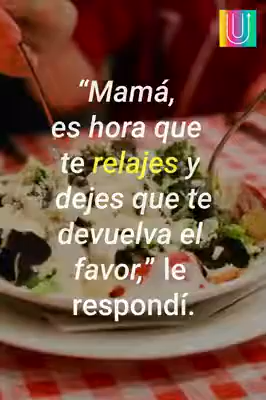 “Mamá,
es hora que
te relajes y
dejes que te
devuelva el
favor,” le
respondí.